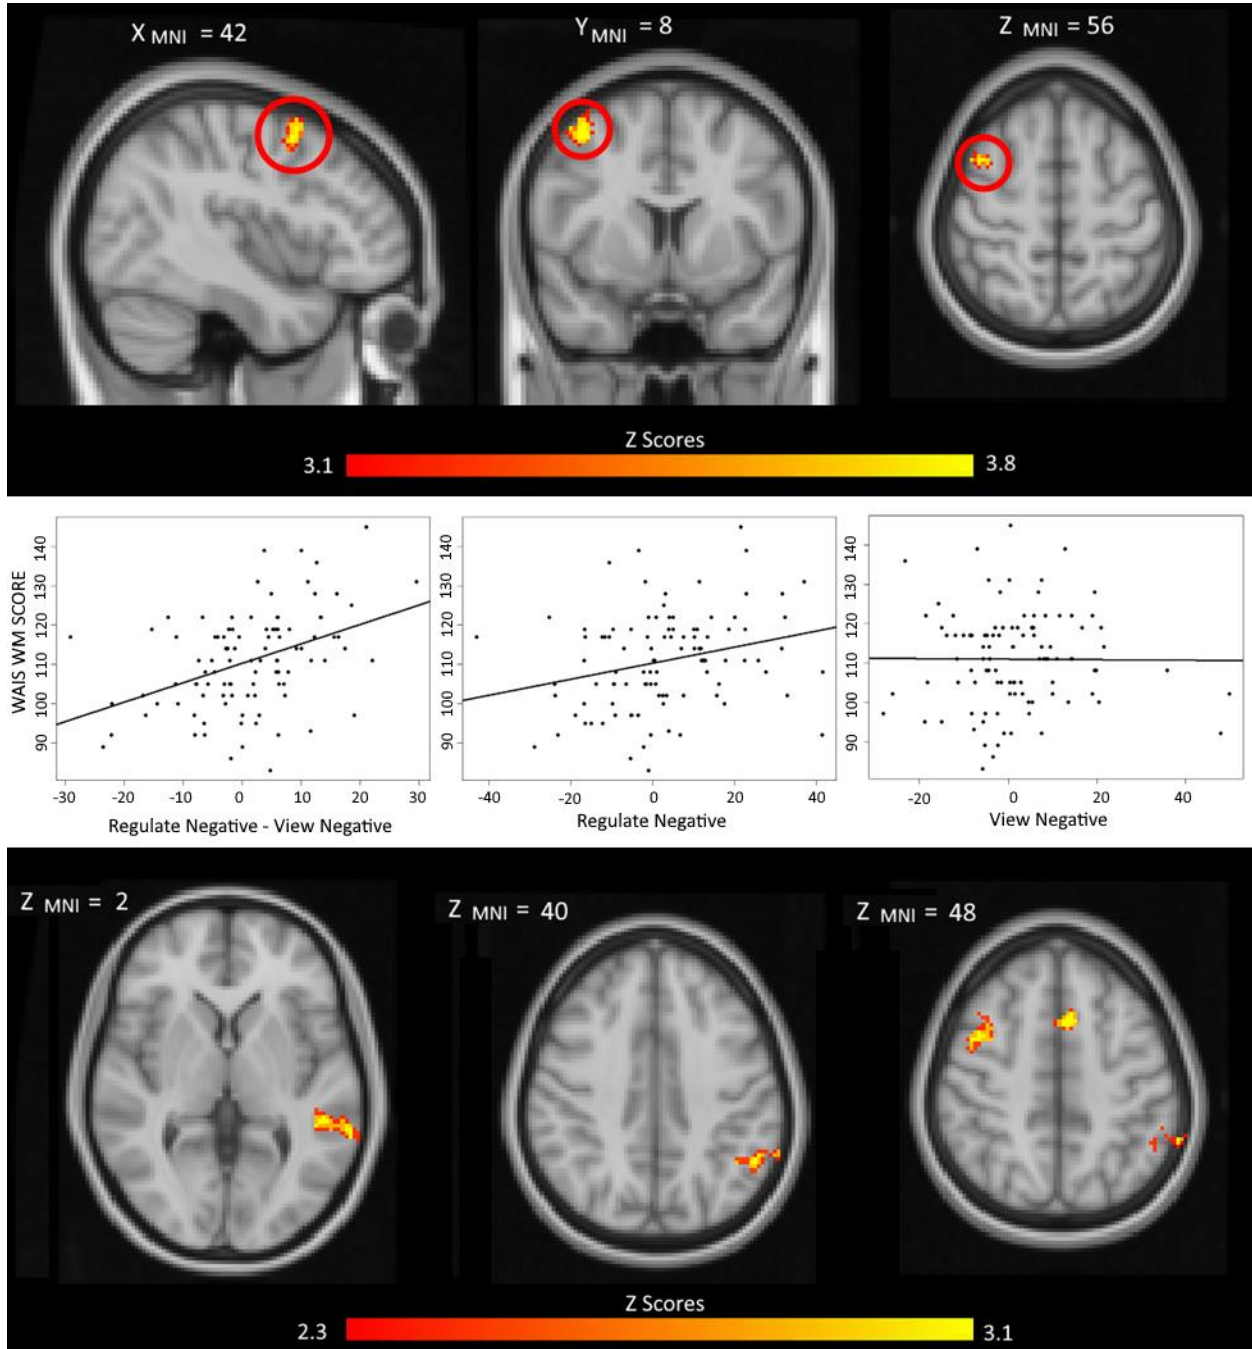 X MNI = 42
Y MNI = 8
Z MNI = 56
Z Scores
3.1
3.8
WAIS WM SCORE
140
130
120
110
100
90
-30 -20 -10 0 10 20 30
Regulate Negative - View Negative
140
130
120
110
100
90
-40 -20 0 20 40
Regulate Negative
140
130
120
110
100
90
-20 0 20 40
View Negative
Z MNI = 2
Z MNI = 40
Z MNI = 48
Z Scores
2.3
3.1